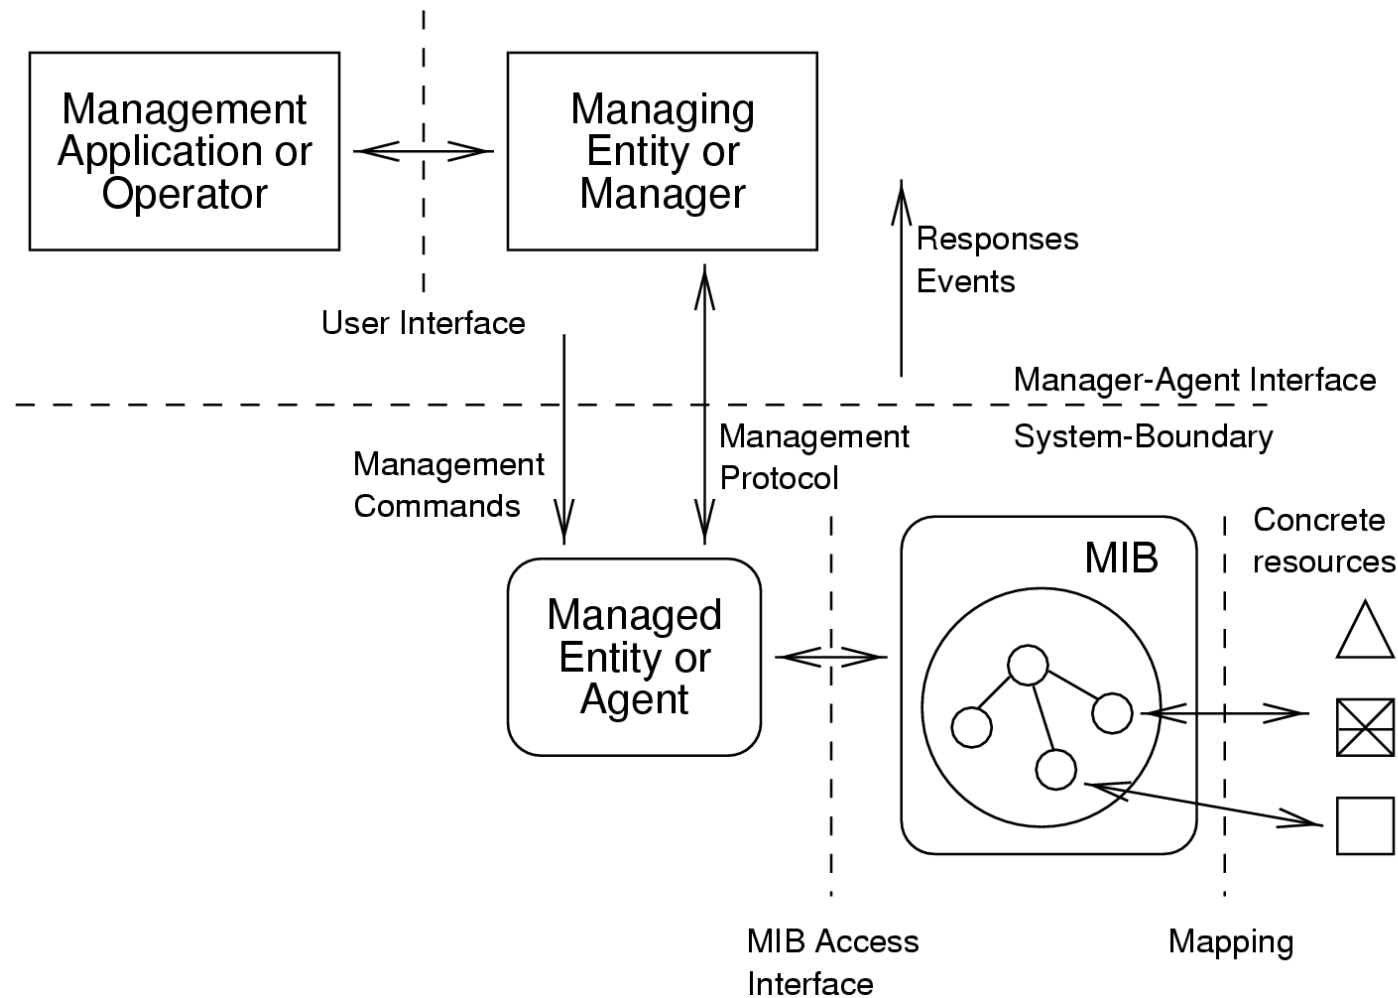 Management
Application or
Operator
Managing
Entity or
Manager
Responses
Events
User Interface
Manager-Agent Interface
System-Boundary
Management
Protocol
Management
Commands
Concrete
resources
MIB
Managed
Entity or
Agent
MIB Access
Interface
Mapping